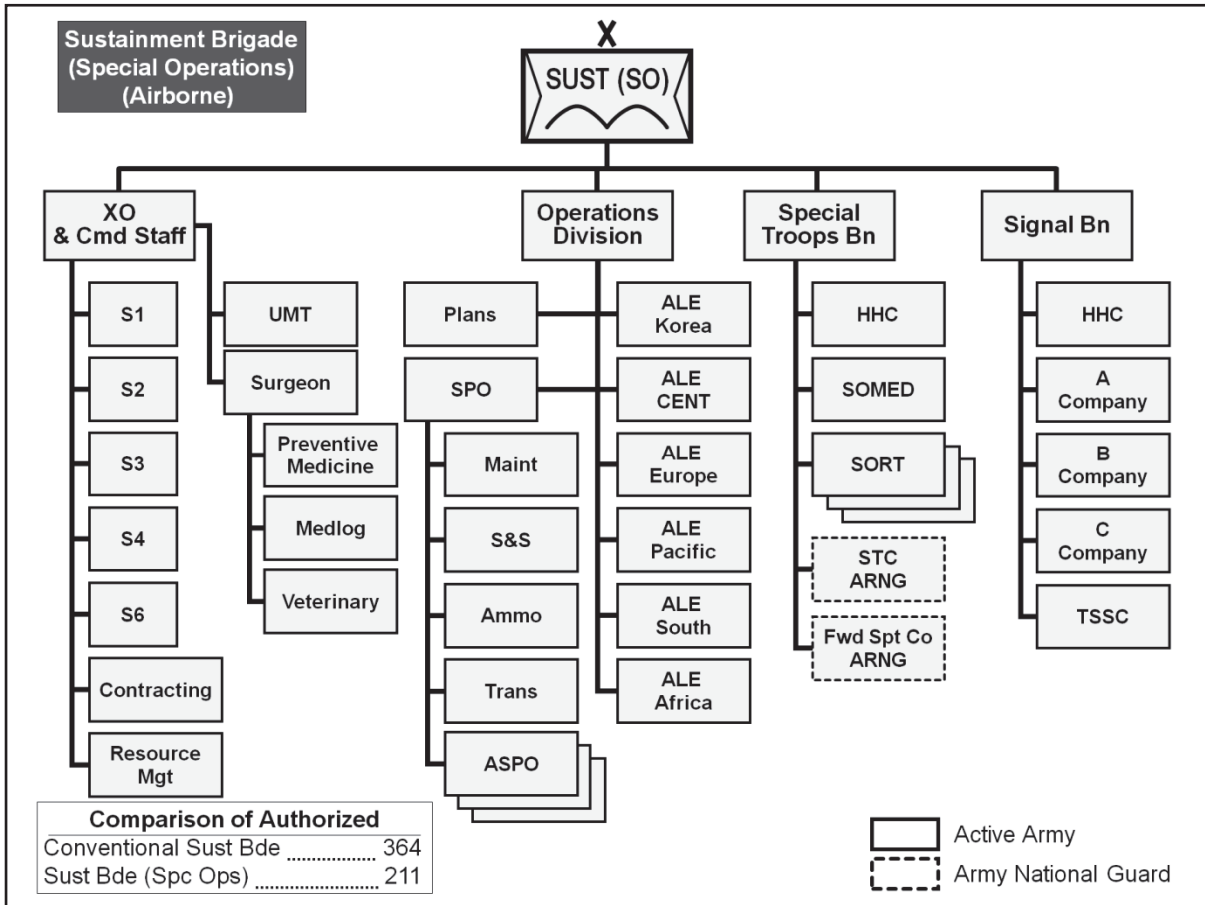 Sustainment Brigade
(Special Operations)
(Airborne)
X
SUST (SO)
XO
& Cmd Staff
S1
S2
S3
S4
S6
Contracting
Resource
Mgt
UMT
Surgeon
Preventive
Medicine
Medlog
Veterinary
Operations
Division
Plans
SPO
Maint
S&S
Ammo
Trans
ASPO
ALE
Korea
ALE
CENT
ALE
Europe
ALE
Pacific
ALE
South
ALE
Africa
Special
Troops Bn
HHC
SOMED
SORT
STC
ARNG
Fwd Spt Co
ARNG
Signal Bn
HHC
A
Company
B
Company
C
Company
TSSC
Comparison of Authorized
Conventional Sust Bde ........... 364
Sust Bde (Spc Ops) ................ 211
Active Army
Army National Guard